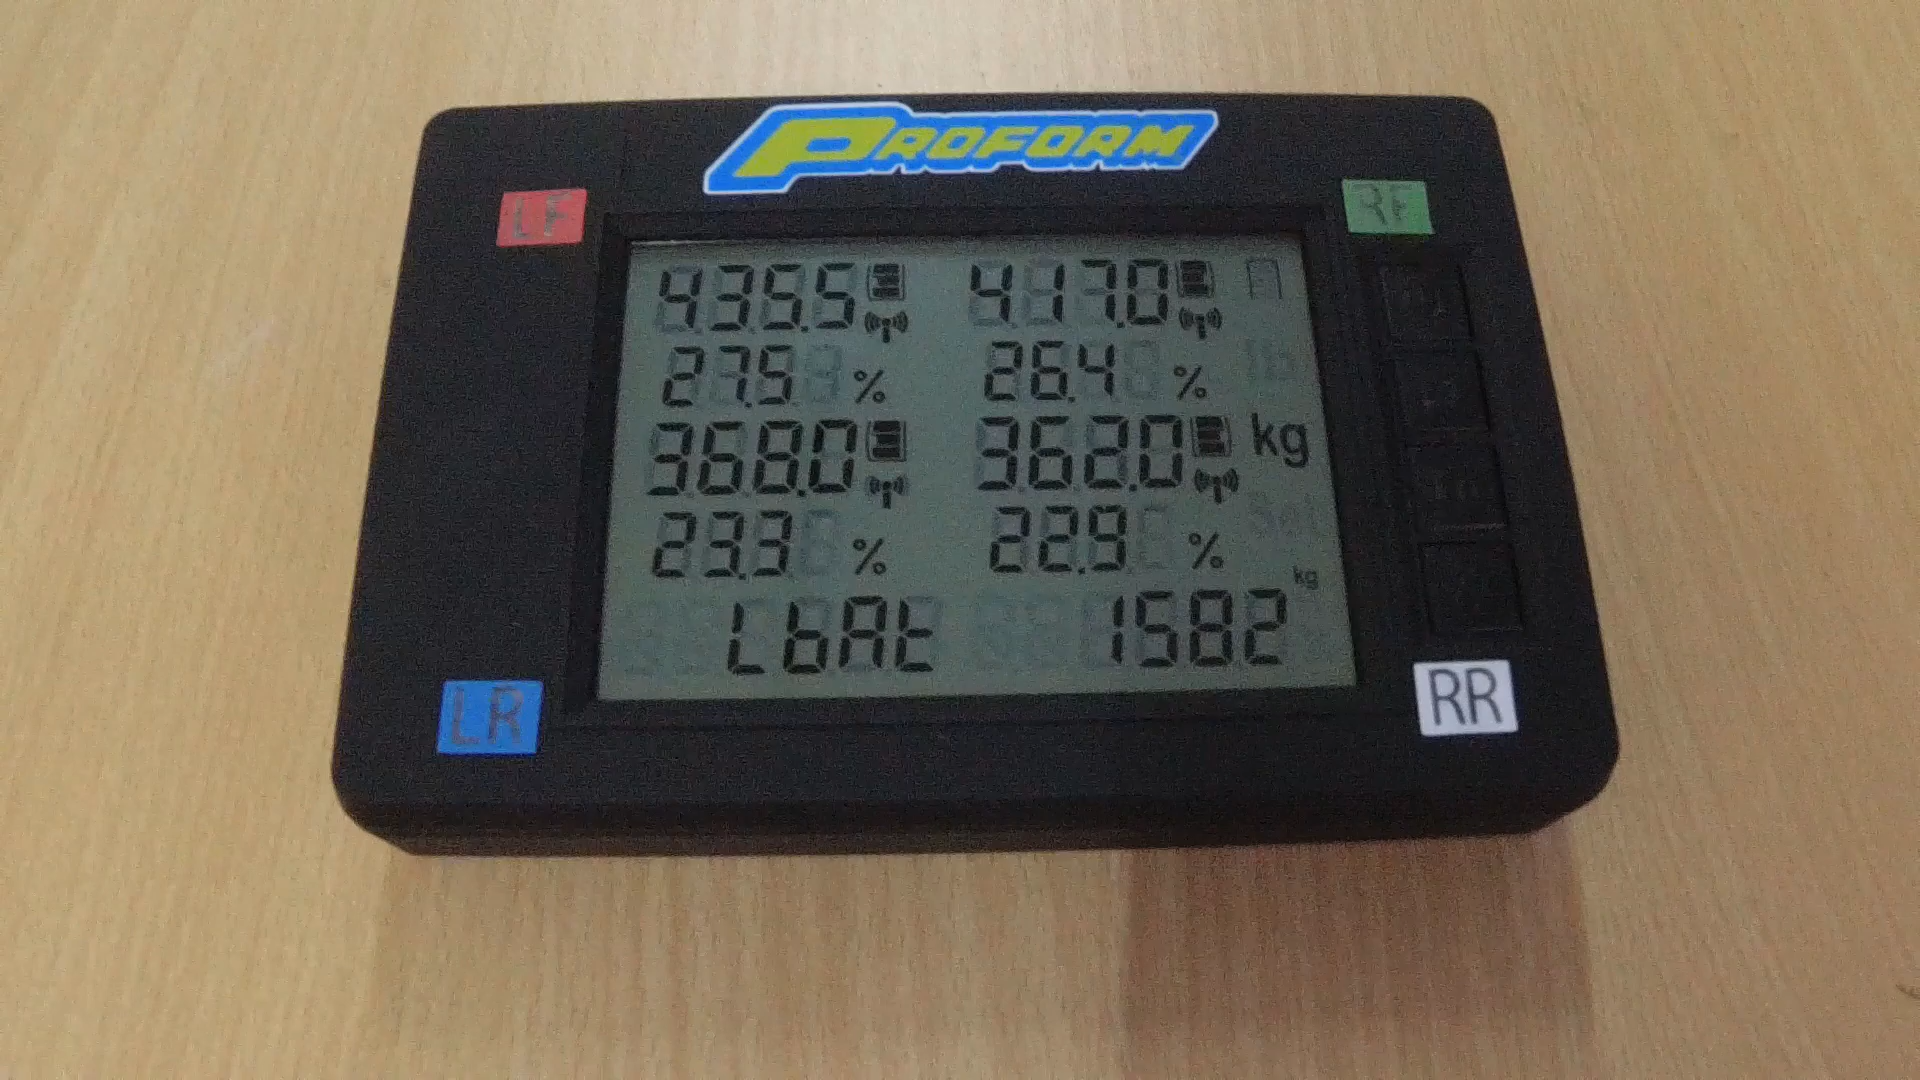 PROFORM
LF RF
435.5 417.0
27.5 % 26.4 %
368.0 362.0 kg
23.3 % 22.9 %
kg
LbAt 1582
LR RR